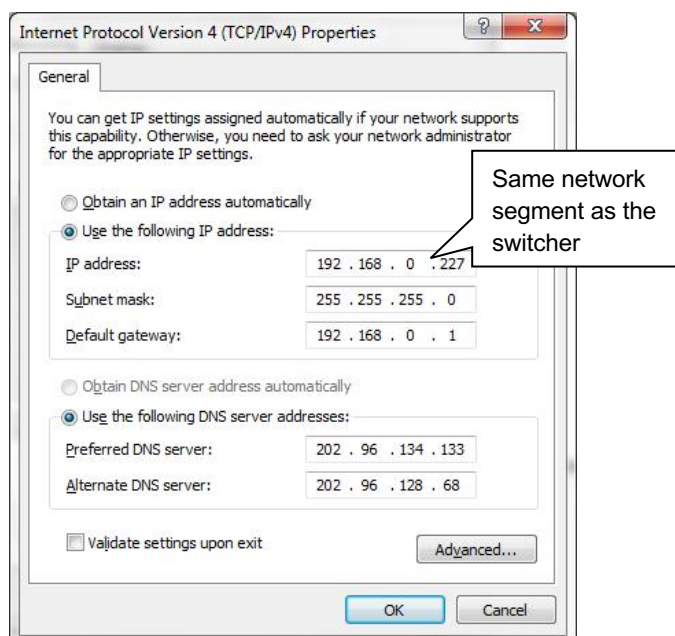 Internet Protocol Version 4 (TCP/IPv4) Properties
General
You can get IP settings assigned automatically if your network supports
this capability. Otherwise, you need to ask your network administrator
for the appropriate IP settings.
Same network
segment as the
switcher
Obtain an IP address automatically
Use the following IP address:
IP address: 192 . 168 . 0 . 227
Subnet mask: 255 . 255 . 255 . 0
Default gateway: 192 . 168 . 0 . 1
Obtain DNS server address automatically
Use the following DNS server addresses:
Preferred DNS server: 202 . 96 . 134 . 133
Alternate DNS server: 202 . 96 . 128 . 68
Validate settings upon exit
Advanced...
OK Cancel